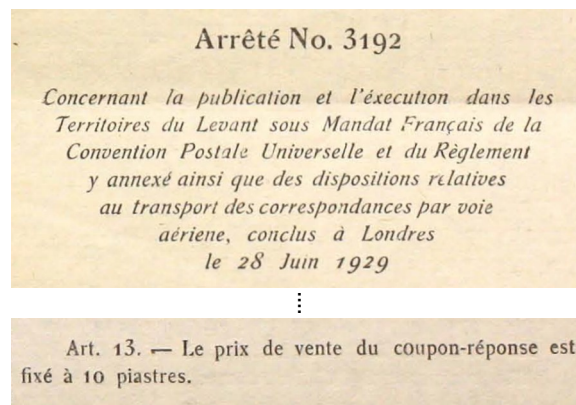 Arrêté No. 3192
Concernant la publication et l'éxecution dans les
Territoires du Levant sous Mandat Français de la
Convention Postale Universelle et du Règlement
y annexé ainsi que des dispositions relatives
au transport des correspondances par voie
aériene, conclus à Londres
le 28 Juin 1929
Art. 13. — Le prix de vente du coupon-réponse est
fixé à 10 piastres.